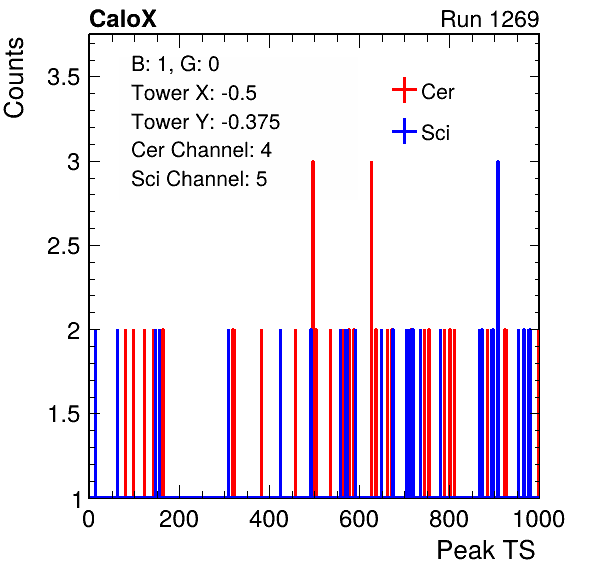 CaloX
Run 1269
Counts
B: 1, G: 0
Tower X: -0.5
Tower Y: -0.375
Cer Channel: 4
Sci Channel: 5
Cer
Sci
3.5
3
2.5
2
1.5
1
0
200
400
600
800
1000
Peak TS